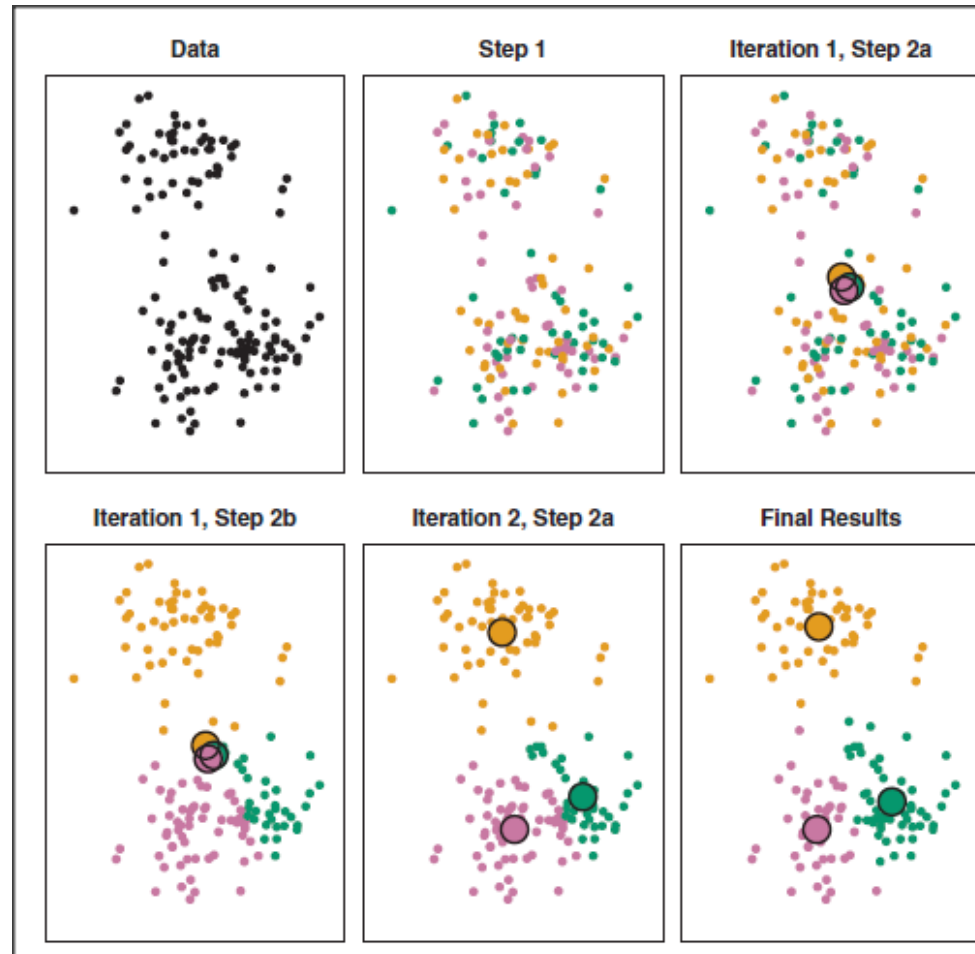 Data
Step 1
Iteration 1, Step 2a
Iteration 1, Step 2b
Iteration 2, Step 2a
Final Results